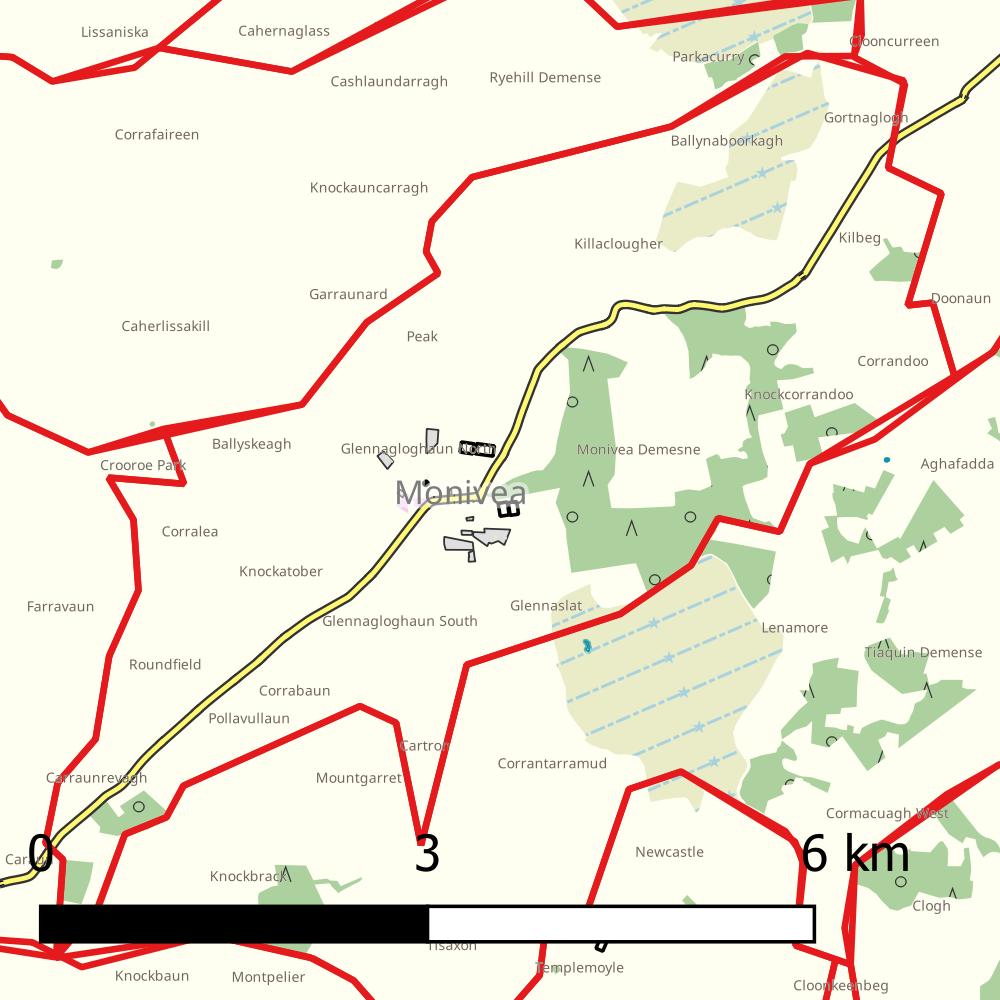 Lissaniska
Cahernaglass
Clooncurreen
Parkacurry
Cashlaundarragh
Ryehill Demense
Gortnaglogh
Corrafaireen
Ballynaboorkagh
Knockauncarragh
Killaclougher
Kilbeg
Garraunard
Doonaun
Caherlissakill
Peak
Corrandoo
Knockcorrandoo
Ballyskeagh
Glennagloghaun North
Monivea Demesne
Crooroe Park
Aghafadda
Monivea
Corralea
Knockatober
Farravaun
Glennaslat
Glennagloghaun South
Lenamore
Tiaquin Demense
Roundfield
Corrabaun
Pollavullaun
Cartron
Corrantarramud
Carraunrevagh
Mountgarret
Cormacuagh West
0 3 6 km
Newcastle
Knockbrack
Clogh
Tisaxon
Templemoyle
Knockbaun
Montpelier
Cloonkeenbeg